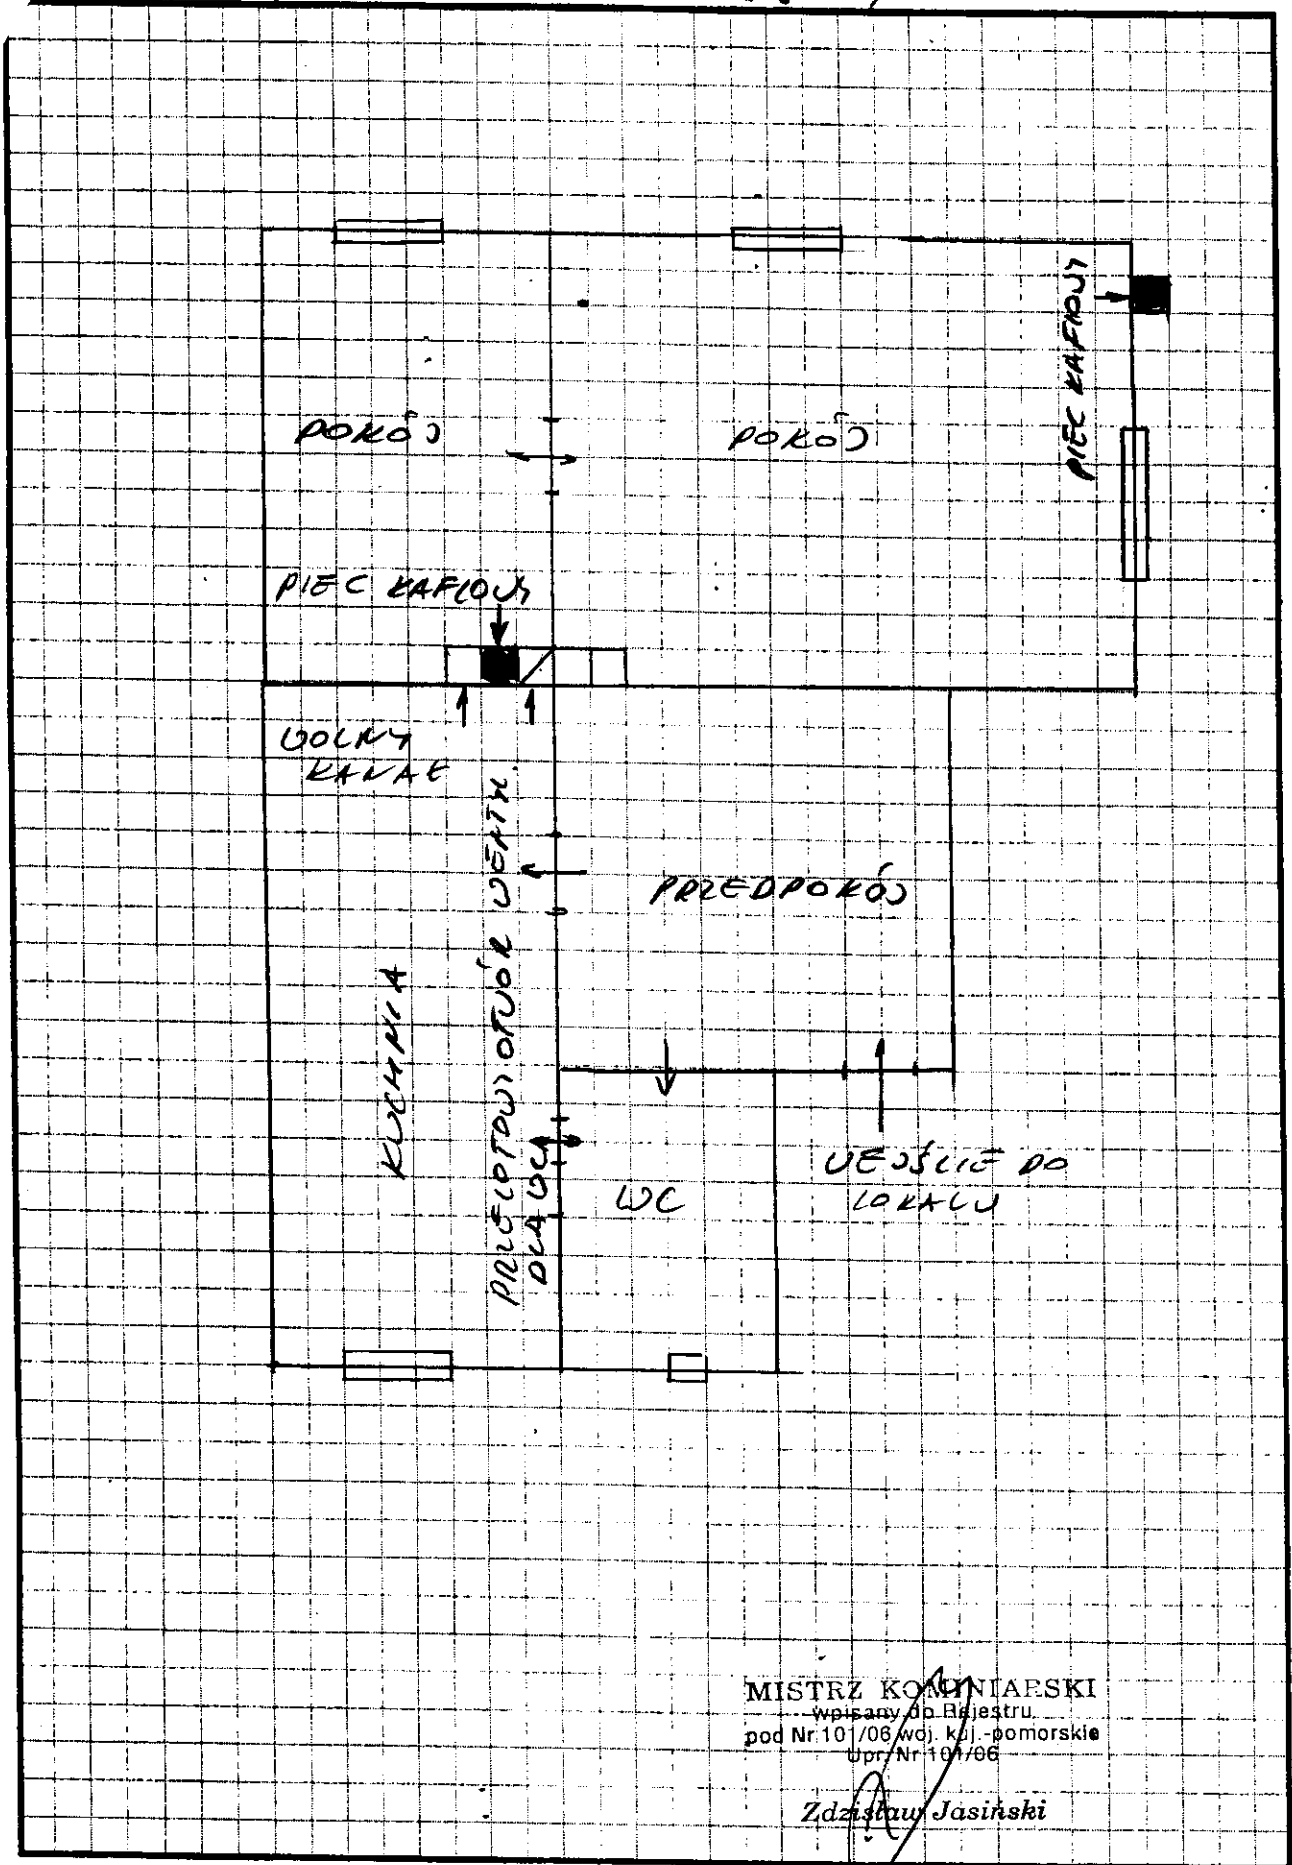 POKÓJ
POKÓJ
PIEC KAFLOWY
PIEC KAFLOWY
WOLNY
KANAŁ
PRZELOTOWY OTWÓR WENTYL.
DLA WC
PRZEDPOKÓJ
KUCHNIA
WC
WEJŚCIE DO
LOKALU
MISTRZ KOMINIARSKI
wpisany do Rejestru
pod Nr 101/06 woj. kuj.-pomorskie
Upr. Nr 101/06
Zdzisław Jasiński